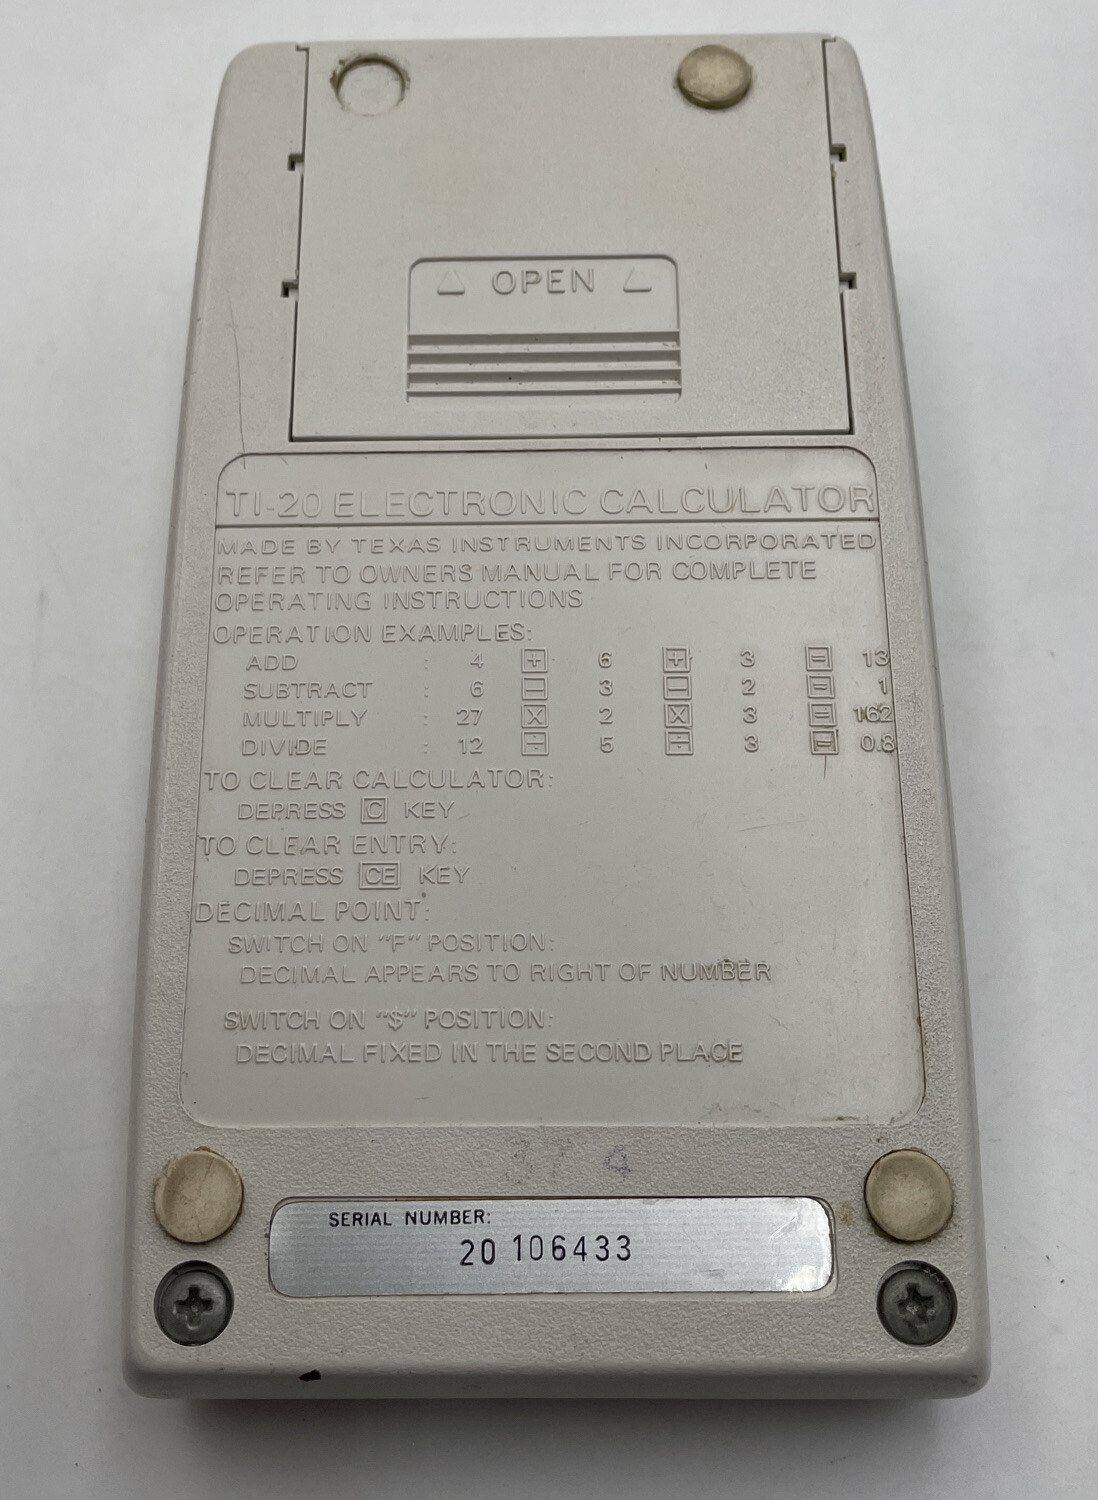 △ OPEN △
TI-20 ELECTRONIC CALCULATOR
MADE BY TEXAS INSTRUMENTS INCORPORATED
REFER TO OWNERS MANUAL FOR COMPLETE
OPERATING INSTRUCTIONS
OPERATION EXAMPLES:
ADD : 4 + 6 + 3 = 13
SUBTRACT : 6 − 3 − 2 = 1
MULTIPLY : 27 X 2 X 3 = 162
DIVIDE : 12 ÷ 5 ÷ 3 = 0.8
TO CLEAR CALCULATOR:
DEPRESS C KEY
TO CLEAR ENTRY:
DEPRESS CE KEY
DECIMAL POINT:
SWITCH ON "F" POSITION:
DECIMAL APPEARS TO RIGHT OF NUMBER
SWITCH ON "$" POSITION:
DECIMAL FIXED IN THE SECOND PLACE
SERIAL NUMBER:
20 106433